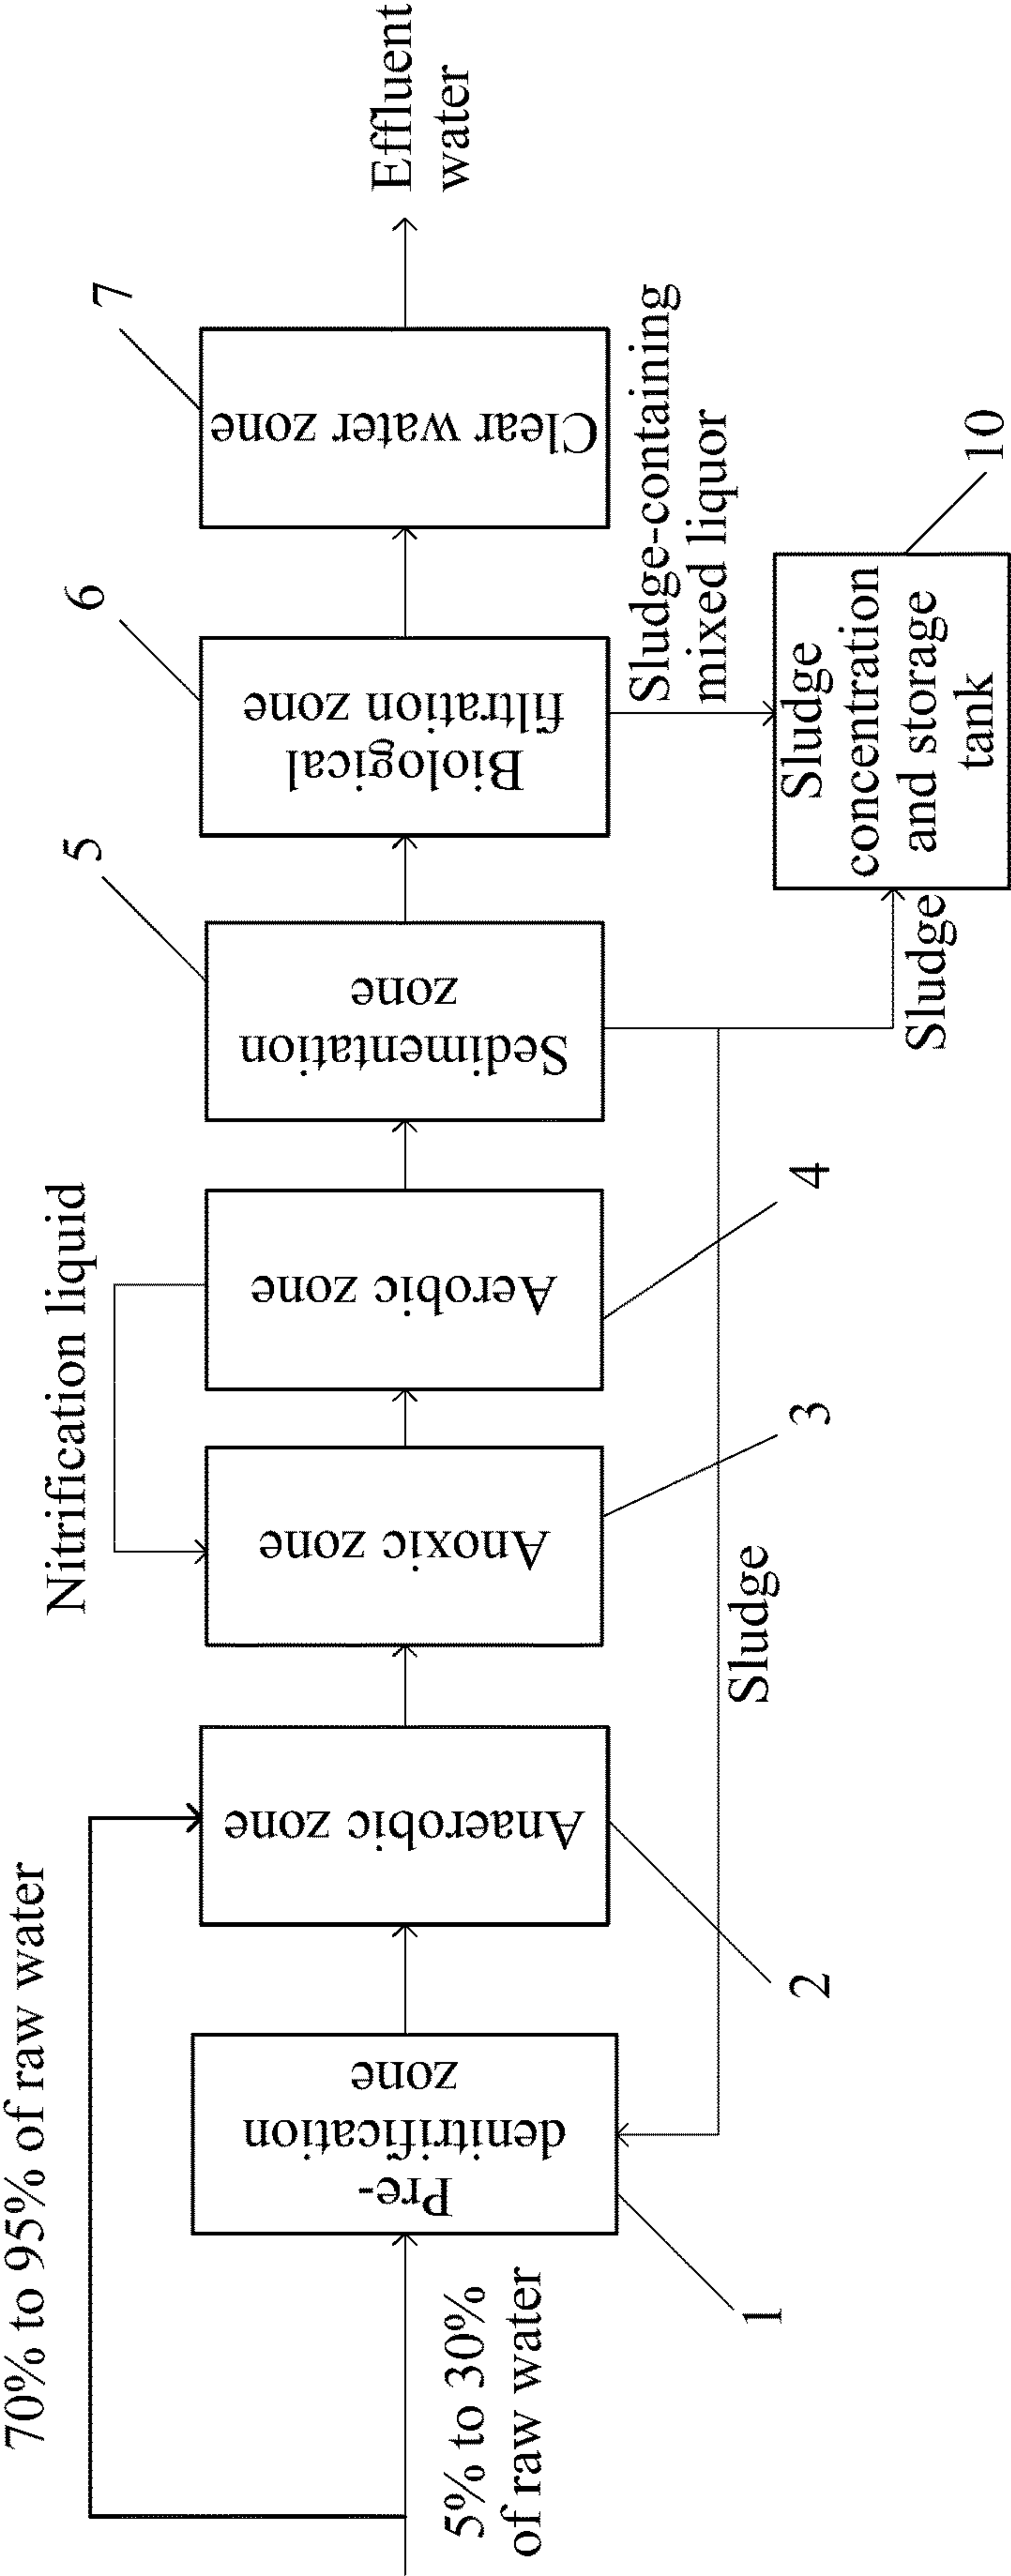 70% to 95% of raw water
5% to 30%
of raw water
Pre-
denitrification
zone
1
Anaerobic zone
2
Anoxic zone
3
Nitrification liquid
Aerobic zone
4
Sludge
Sedimentation
zone
5
Sludge
Biological
filtration zone
6
Sludge-containing
mixed liquor
Sludge
concentration
and storage
tank
10
Clear water zone
7
Effluent
water